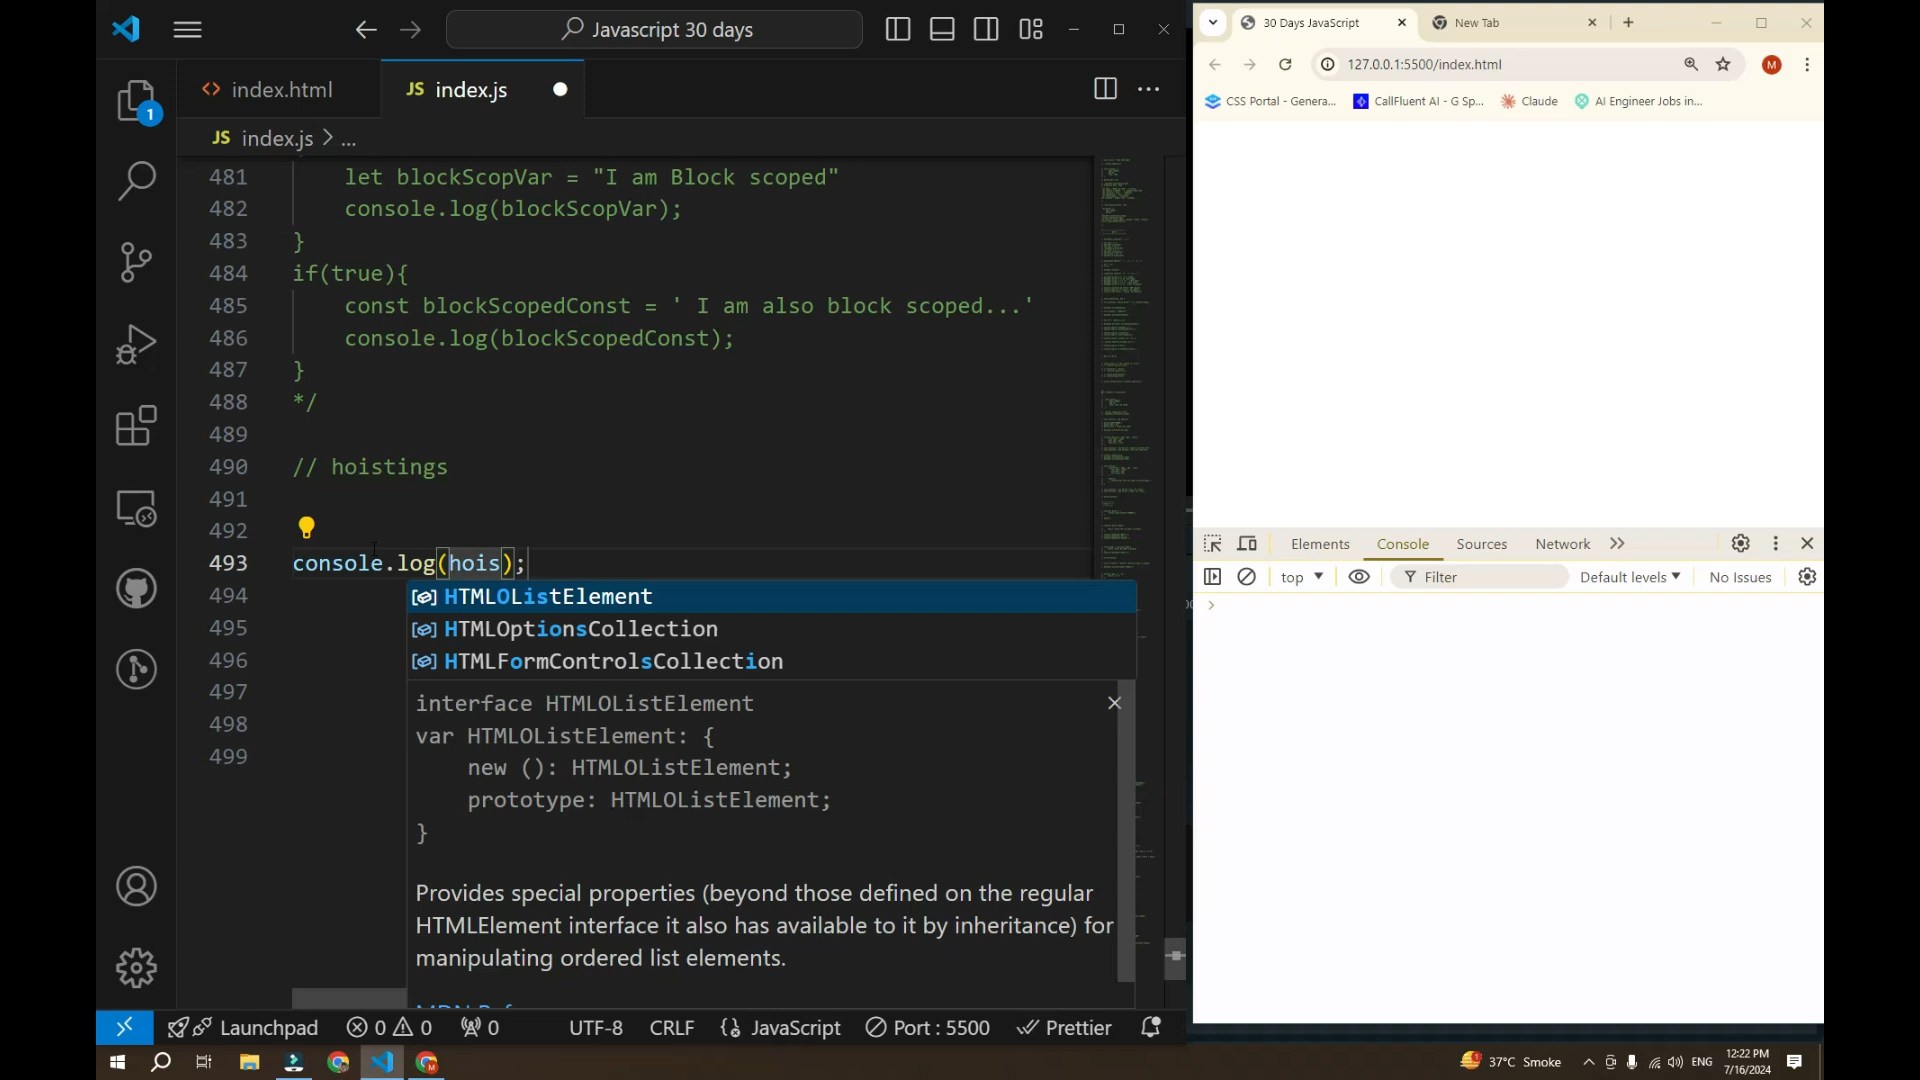 Javascript 30 days
index.html
JS index.js
JS index.js > ...
1
481 let blockScopVar = "I am Block scoped"
482 console.log(blockScopVar);
483 }
484 if(true){
485 const blockScopedConst = ' I am also block scoped...'
486 console.log(blockScopedConst);
487 }
488 */
489
490 // hoistings
491
492
493 console.log(hois);
494
495
496
497
498
499
HTMLOListElement
HTMLOptionsCollection
HTMLFormControlsCollection
interface HTMLOListElement
var HTMLOListElement: {
new (): HTMLOListElement;
prototype: HTMLOListElement;
}
Provides special properties (beyond those defined on the regular
HTMLElement interface it also has available to it by inheritance) for
manipulating ordered list elements.
Launchpad 0 0 0 UTF-8 CRLF JavaScript Port : 5500 Prettier
30 Days JavaScript
New Tab
127.0.0.1:5500/index.html
M
CSS Portal - Genera...
CallFluent AI - G Sp...
Claude
AI Engineer Jobs in...
Elements Console Sources Network
top Filter Default levels No Issues
37°C Smoke
ENG
12:22 PM
7/16/2024